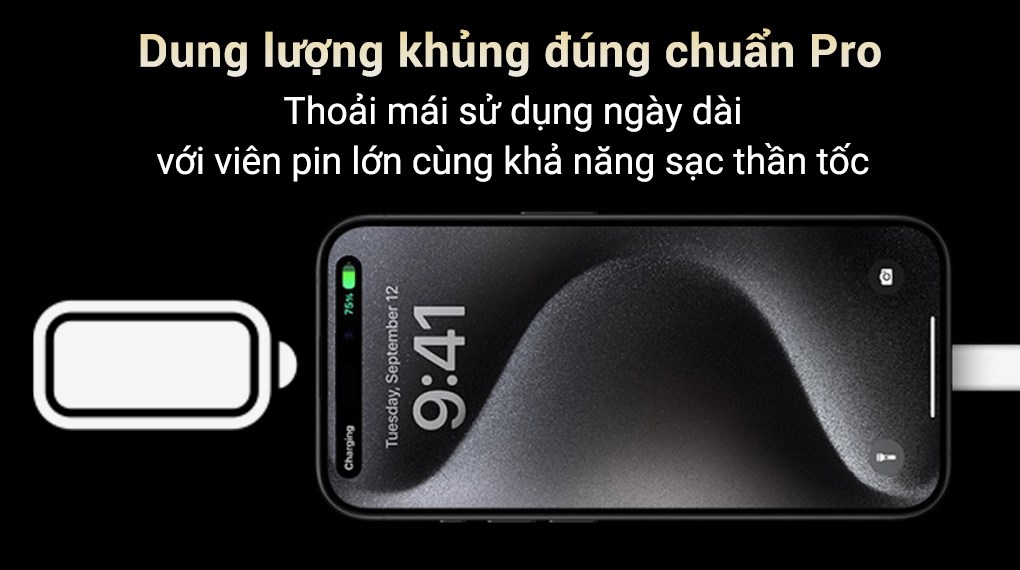 Dung lượng khủng đúng chuẩn Pro
Thoải mái sử dụng ngày dài
với viên pin lớn cùng khả năng sạc thần tốc
Charging
75%
Tuesday, September 12
9:41